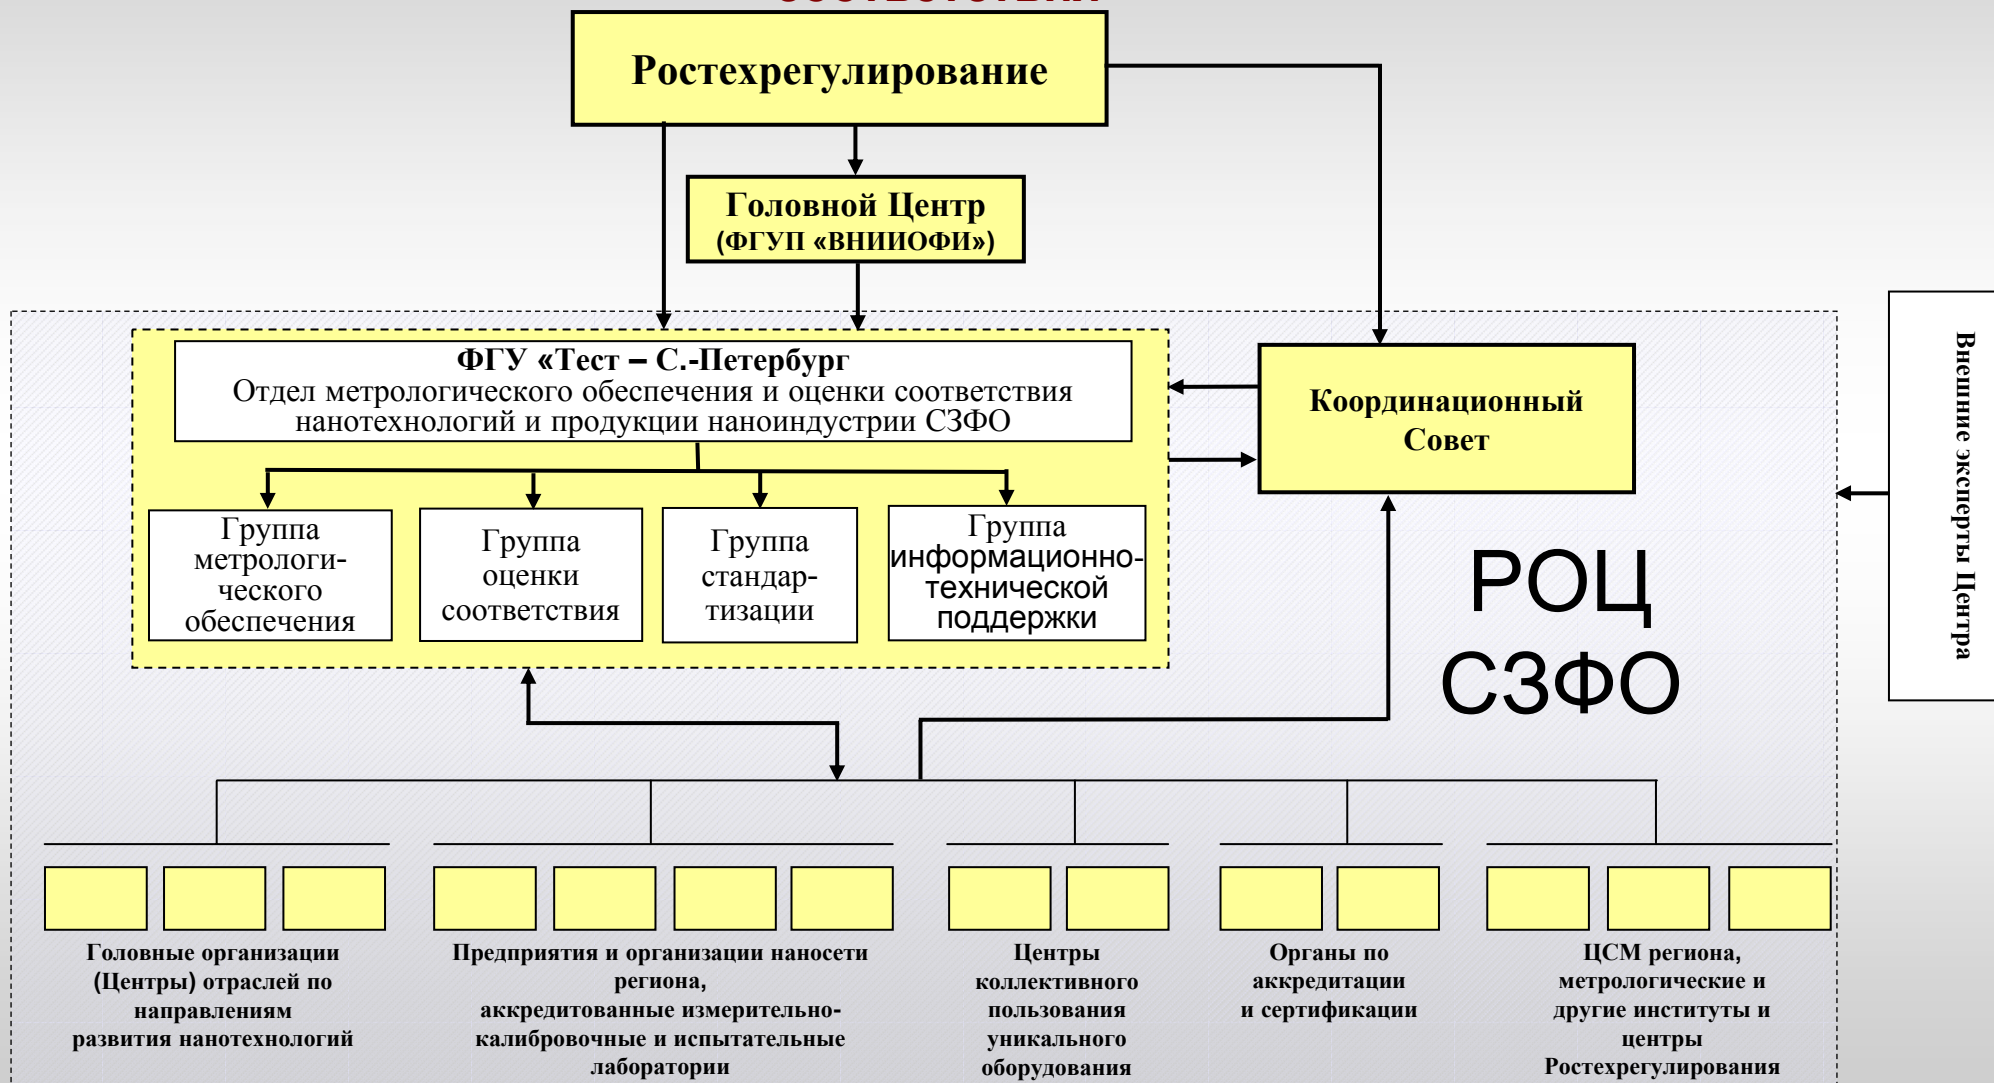 Ростехрегулирование
Головной Центр
(ФГУП «ВНИИОФИ»)
ФГУ «Тест – С.-Петербург
Отдел метрологического обеспечения и оценки соответствия
нанотехнологий и продукции наноиндустрии СЗФО
Координационный
Совет
Внешние эксперты Центра
Группа
метрологи-
ческого
обеспечения
Группа
оценки
соответствия
Группа
стандар-
тизации
Группа
информационно-
технической
поддержки
РОЦ
СЗФО
Головные организации
(Центры) отраслей по
направлениям
развития нанотехнологий
Предприятия и организации наносети
региона,
аккредитованные измерительно-
калибровочные и испытательные
лаборатории
Центры
коллективного
пользования
уникального
оборудования
Органы по
аккредитации
и сертификации
ЦСМ региона,
метрологические и
другие институты и
центры
Ростехрегулирования